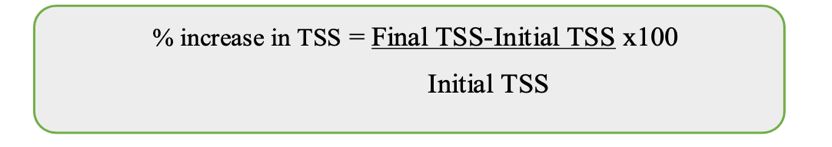 % increase in TSS = Final TSS-Initial TSS x100
Initial TSS